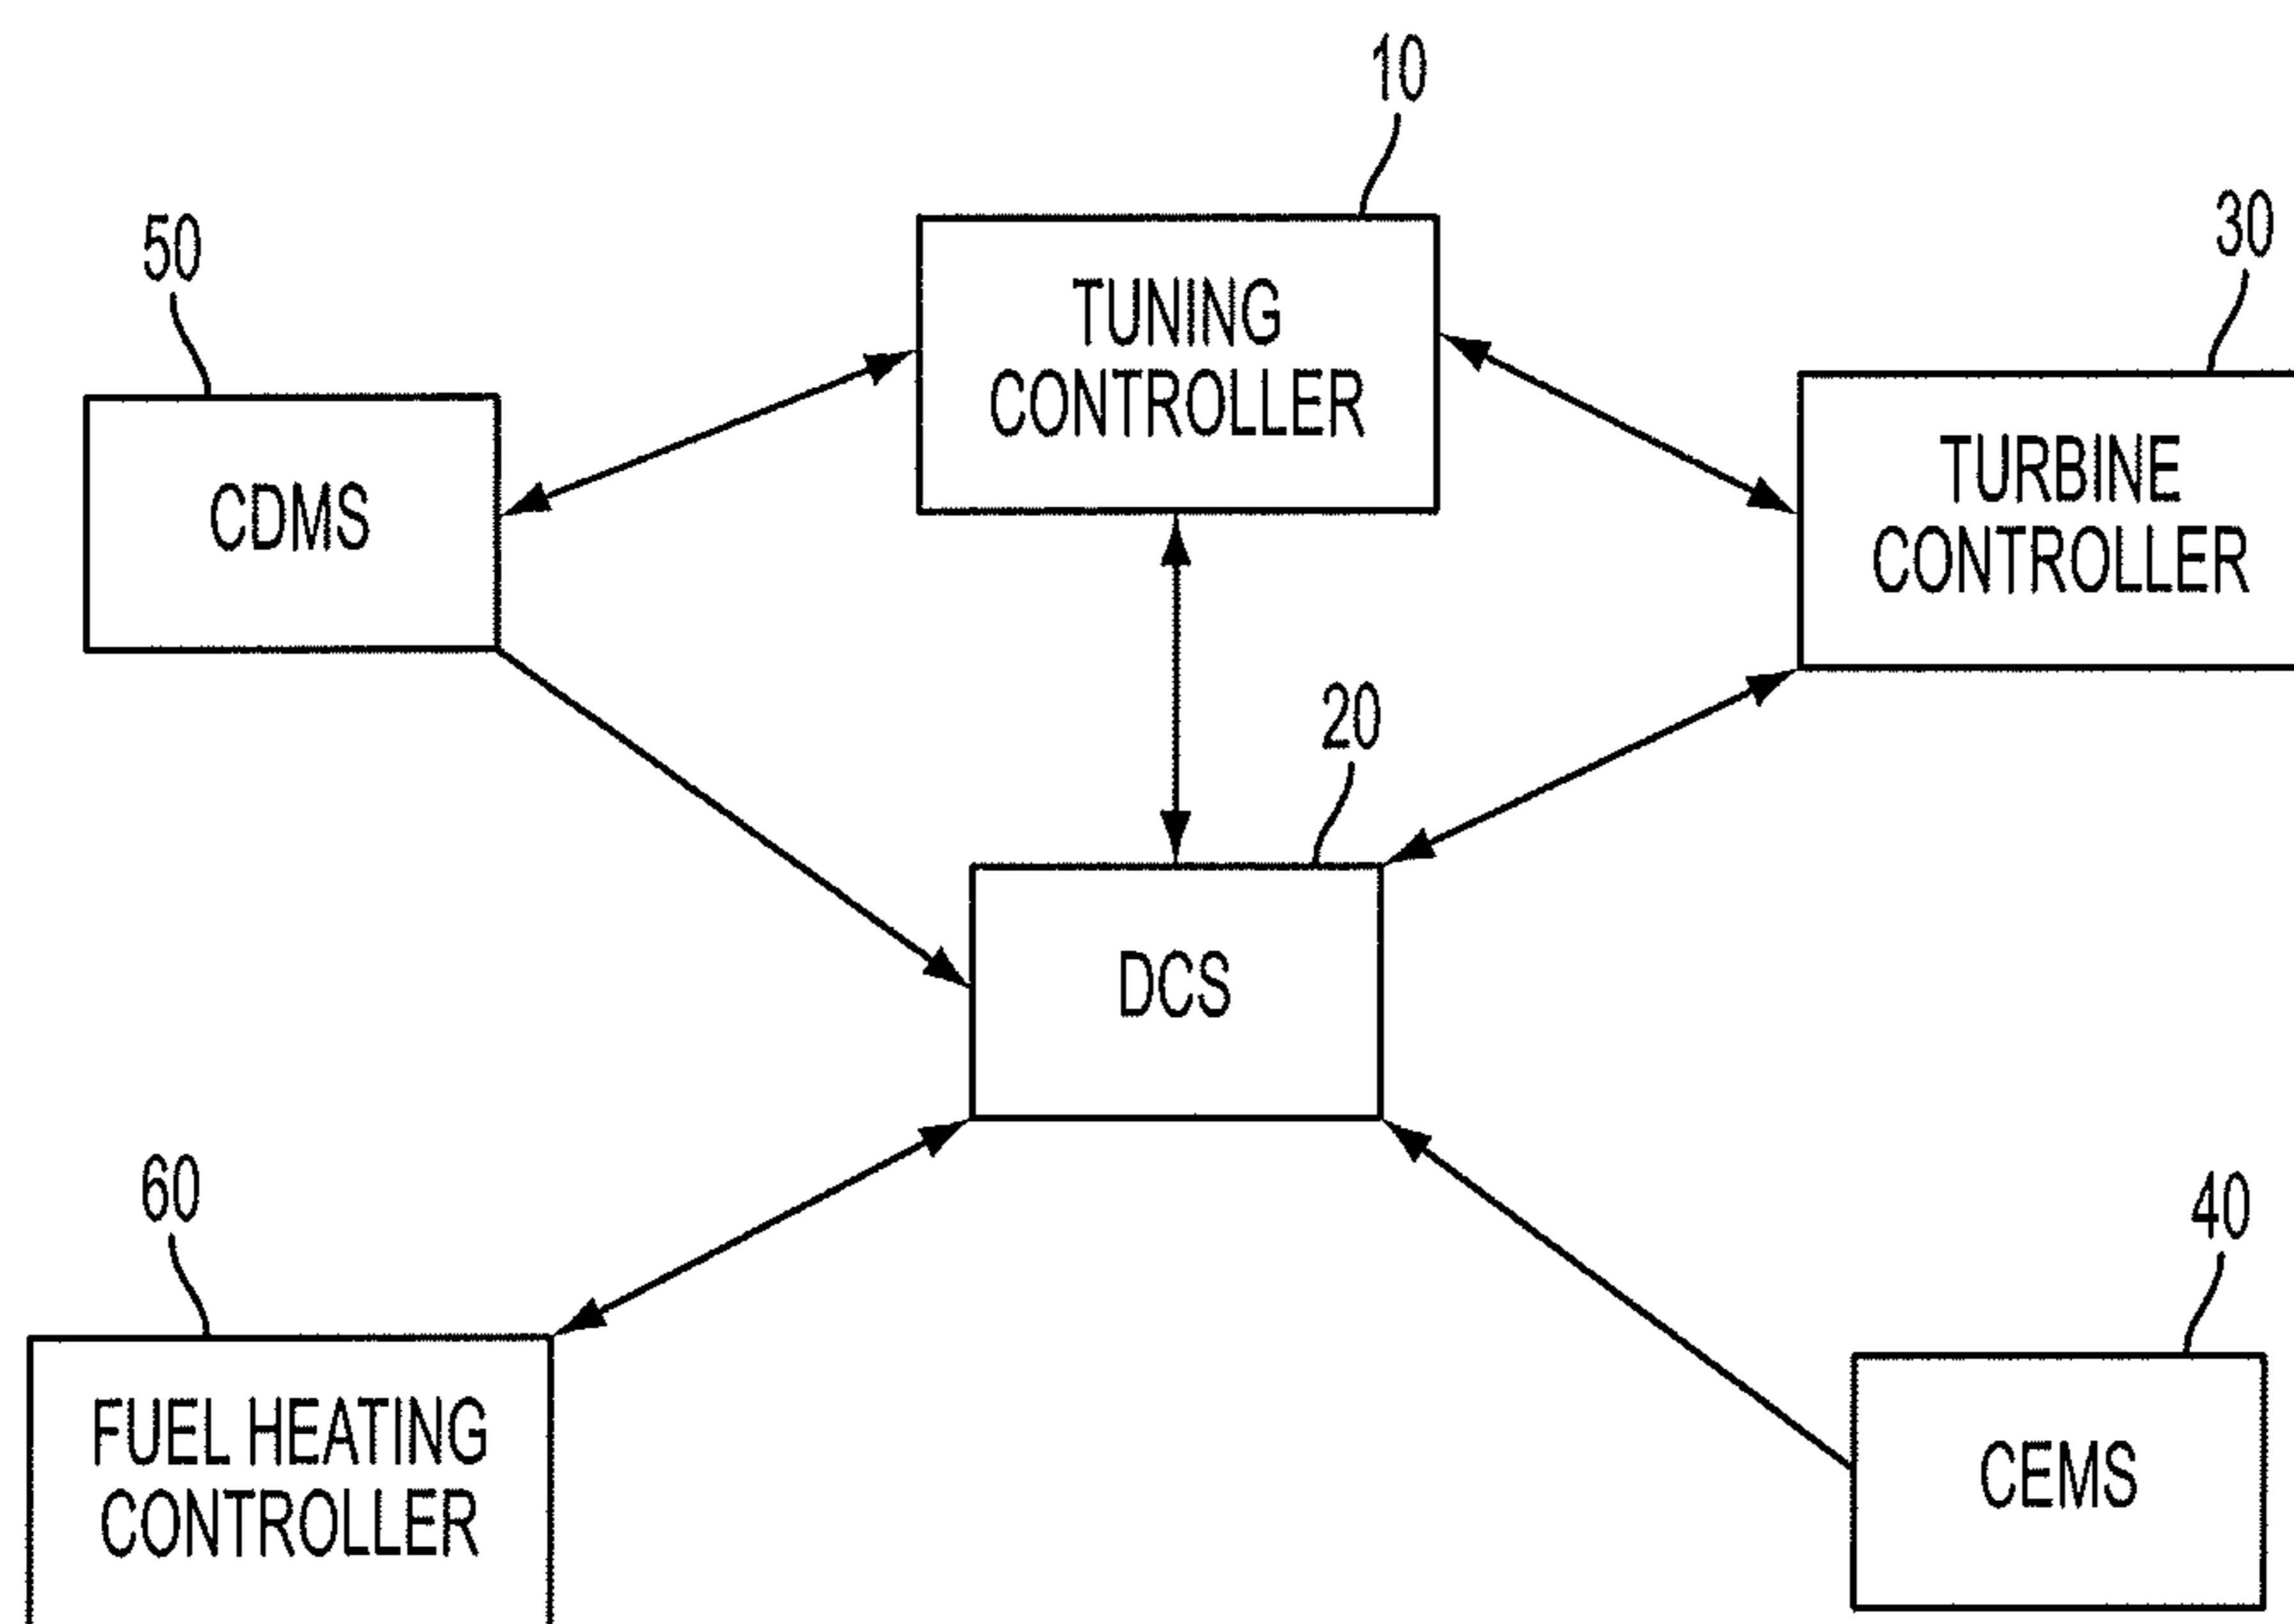 10
50
30
TUNING
CONTROLLER
CDMS
TURBINE
CONTROLLER
20
DCS
60
40
FUEL HEATING
CONTROLLER
CEMS